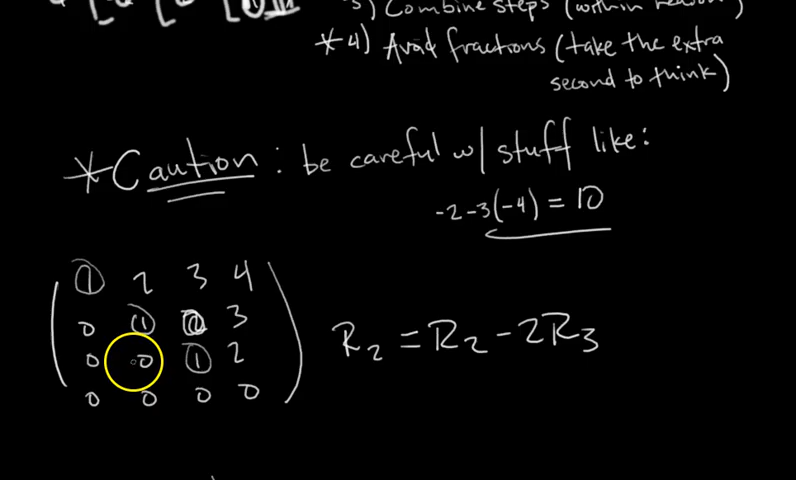 3) Combine steps (within reason)
*4) Avoid fractions (take the extra
second to think)
*Caution: be careful w/ stuff like:
-2-3(-4) = 10
1 2 3 4
0 1 2 3
0 0 1 2
0 0 0 0
R₂ = R₂ - 2R₃